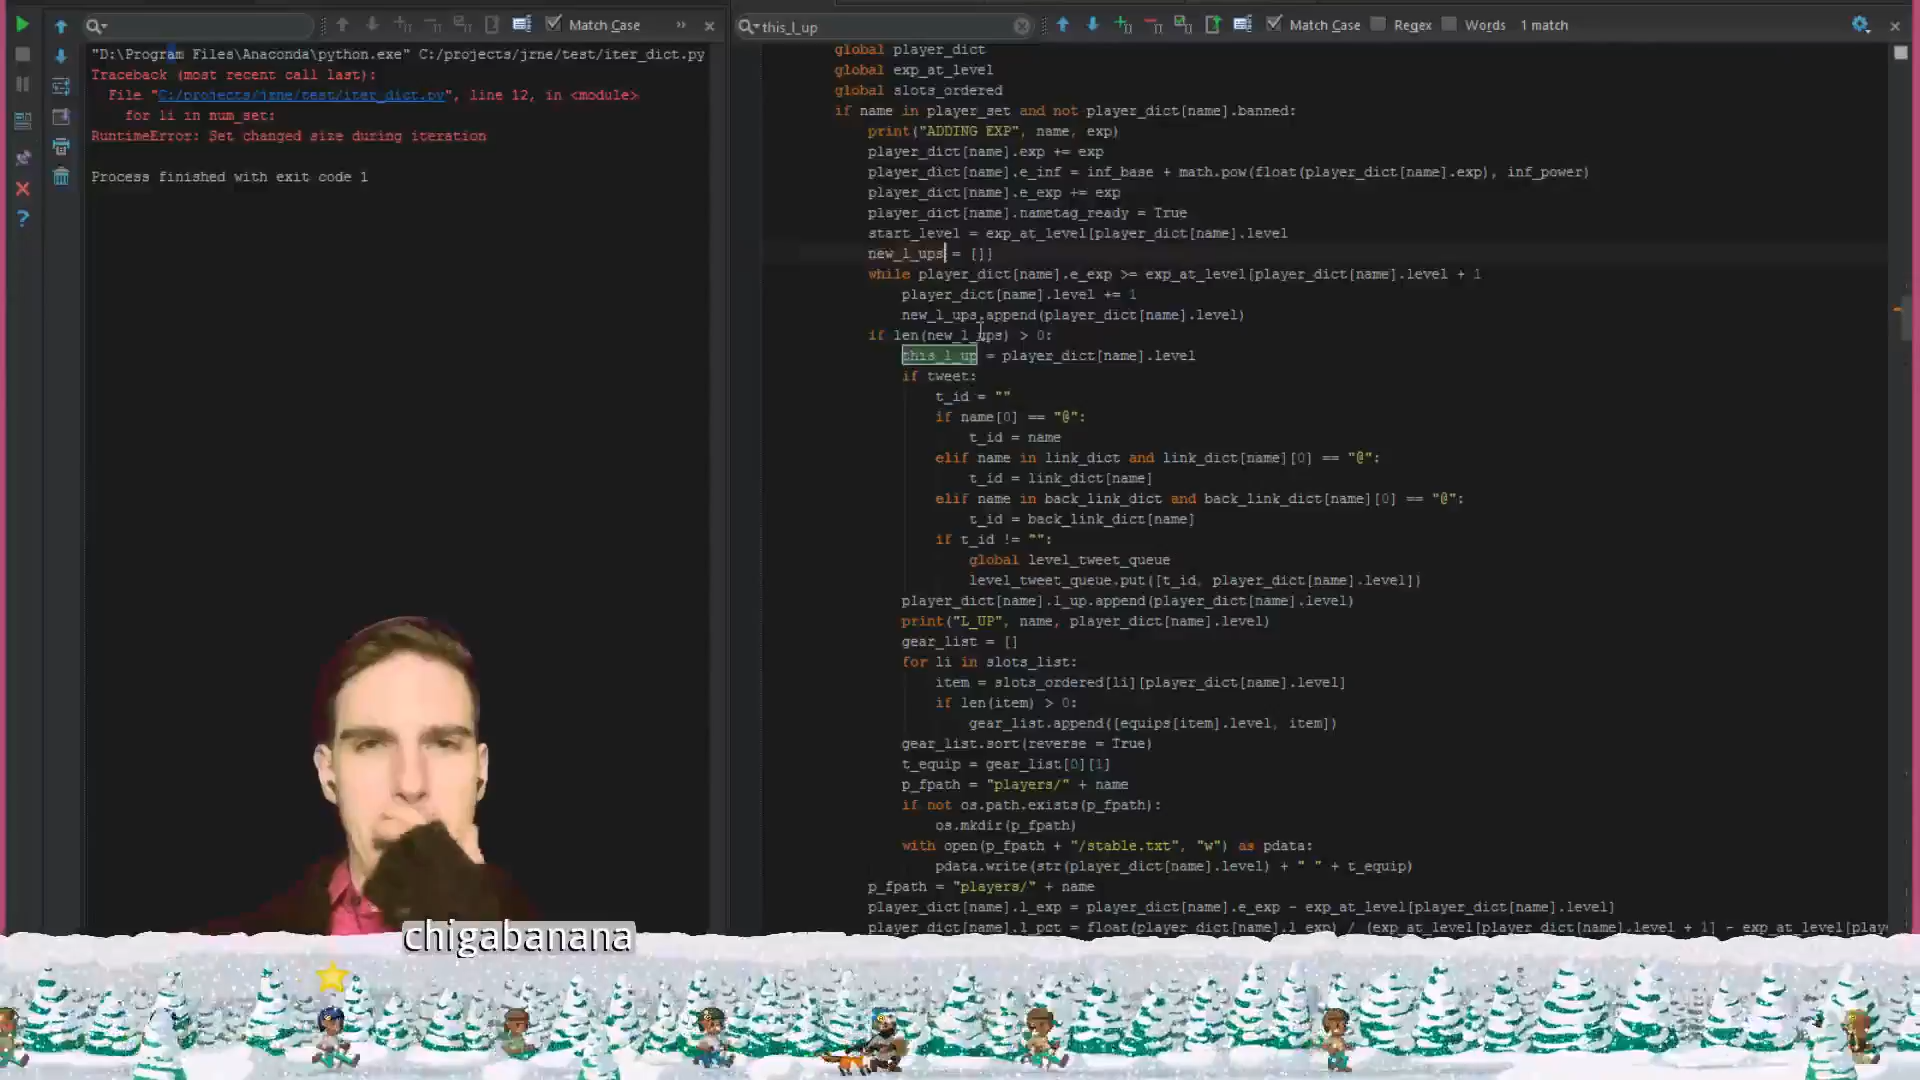 Match Case
"D:\Program Files\Anaconda\python.exe" C:/projects/jrne/test/iter_dict.py
Traceback (most recent call last):
File "C:/projects/jrne/test/iter_dict.py", line 12, in <module>
for li in num_set:
RuntimeError: Set changed size during iteration
Process finished with exit code 1
this_l_up
Match Case
Regex
Words
1 match
global player_dict
global exp_at_level
global slots_ordered
if name in player_set and not player_dict[name].banned:
print("ADDING EXP", name, exp)
player_dict[name].exp += exp
player_dict[name].e_inf = inf_base + math.pow(float(player_dict[name].exp), inf_power)
player_dict[name].e_exp += exp
player_dict[name].nametag_ready = True
start_level = exp_at_level[player_dict[name].level
new_l_ups = []]
while player_dict[name].e_exp >= exp_at_level[player_dict[name].level + 1
player_dict[name].level += 1
new_l_ups.append(player_dict[name].level)
if len(new_l_ups) > 0:
this_l_up = player_dict[name].level
if tweet:
t_id = ""
if name[0] == "@":
t_id = name
elif name in link_dict and link_dict[name][0] == "@":
t_id = link_dict[name]
elif name in back_link_dict and back_link_dict[name][0] == "@":
t_id = back_link_dict[name]
if t_id != "":
global level_tweet_queue
level_tweet_queue.put([t_id, player_dict[name].level])
player_dict[name].l_up.append(player_dict[name].level)
print("L_UP", name, player_dict[name].level)
gear_list = []
for li in slots_list:
item = slots_ordered[li][player_dict[name].level]
if len(item) > 0:
gear_list.append([equips[item].level, item])
gear_list.sort(reverse = True)
t_equip = gear_list[0][1]
p_fpath = "players/" + name
if not os.path.exists(p_fpath):
os.mkdir(p_fpath)
with open(p_fpath + "/stable.txt", "w") as pdata:
pdata.write(str(player_dict[name].level) + " " + t_equip)
p_fpath = "players/" + name
player_dict[name].l_exp = player_dict[name].e_exp - exp_at_level[player_dict[name].level]
player_dict[name].l_pct = float(player_dict[name].l_exp) / (exp_at_level[player_dict[name].level + 1] - exp_at_level[play
chigabanana